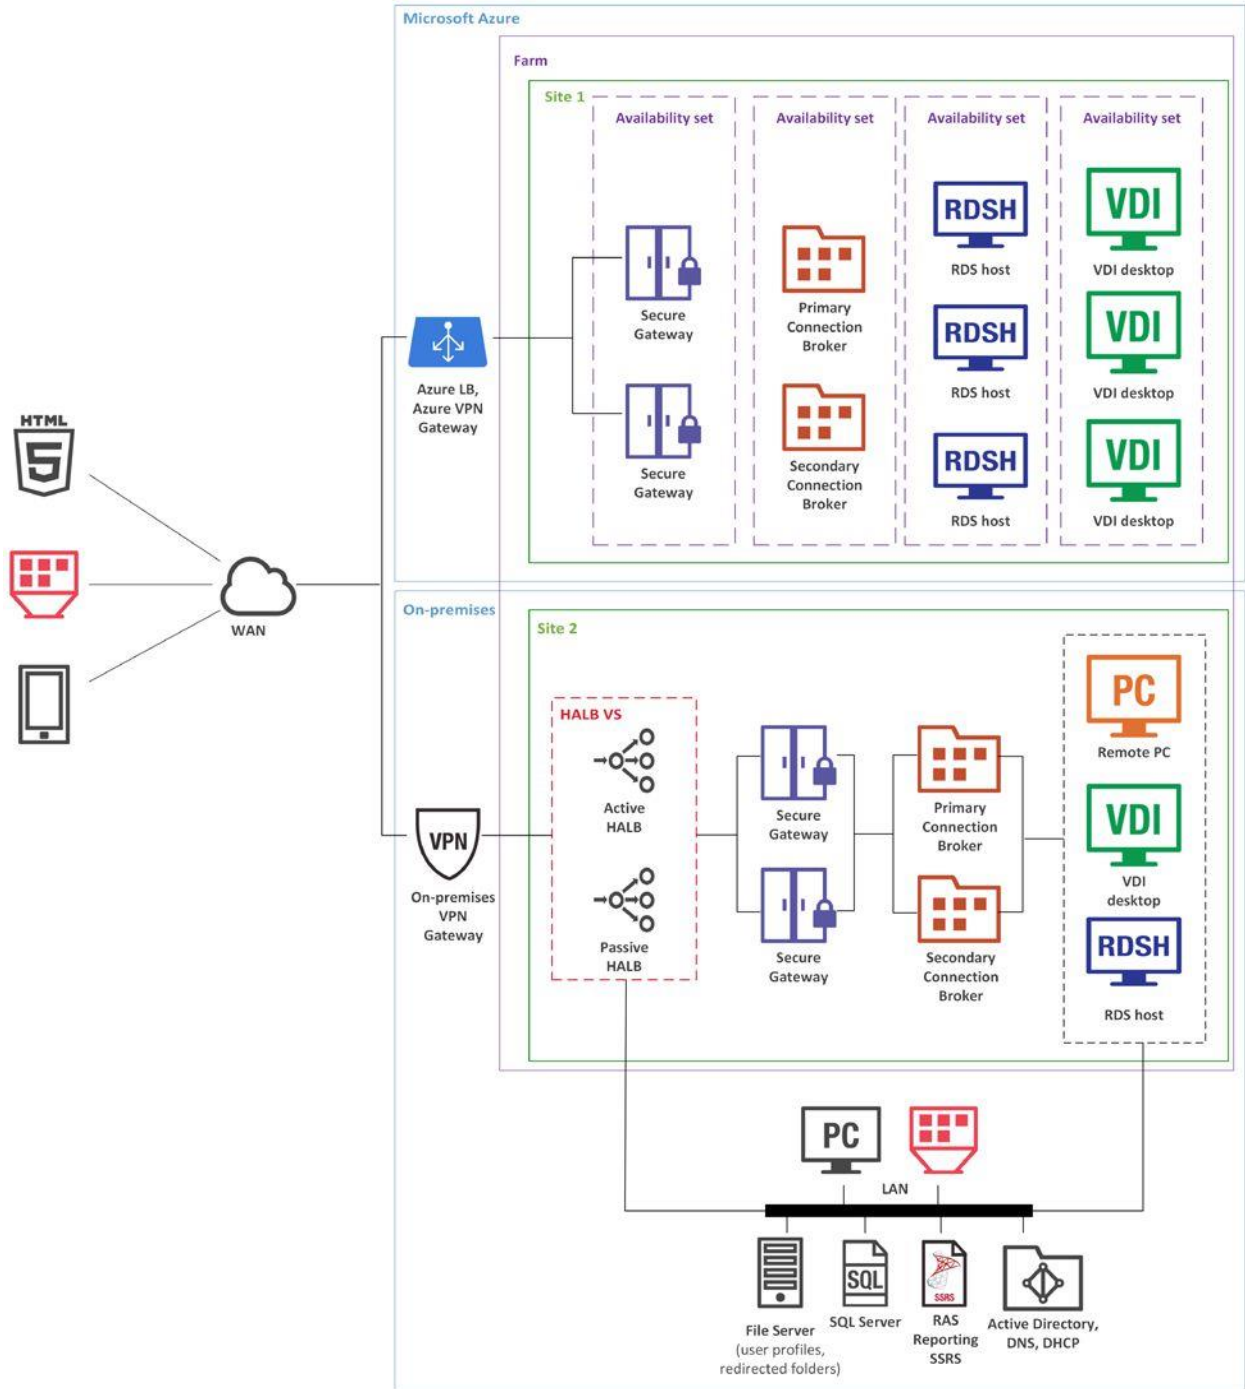 Microsoft Azure
Farm
Site 1
Availability set
Availability set
Availability set
Availability set
RDSH
RDS host
VDI
VDI desktop
Secure
Gateway
Primary
Connection
Broker
RDSH
RDS host
VDI
VDI desktop
Azure LB,
Azure VPN
Gateway
Secure
Gateway
Secondary
Connection
Broker
RDSH
RDS host
VDI
VDI desktop
HTML
5
WAN
On-premises
Site 2
HALB VS
Active
HALB
Passive
HALB
VPN
On-premises
VPN
Gateway
Secure
Gateway
Secure
Gateway
Primary
Connection
Broker
Secondary
Connection
Broker
PC
Remote PC
VDI
VDI
desktop
RDSH
RDS host
PC
LAN
File Server
(user profiles,
redirected folders)
SQL
SQL Server
SSRS
RAS
Reporting
SSRS
Active Directory,
DNS, DHCP